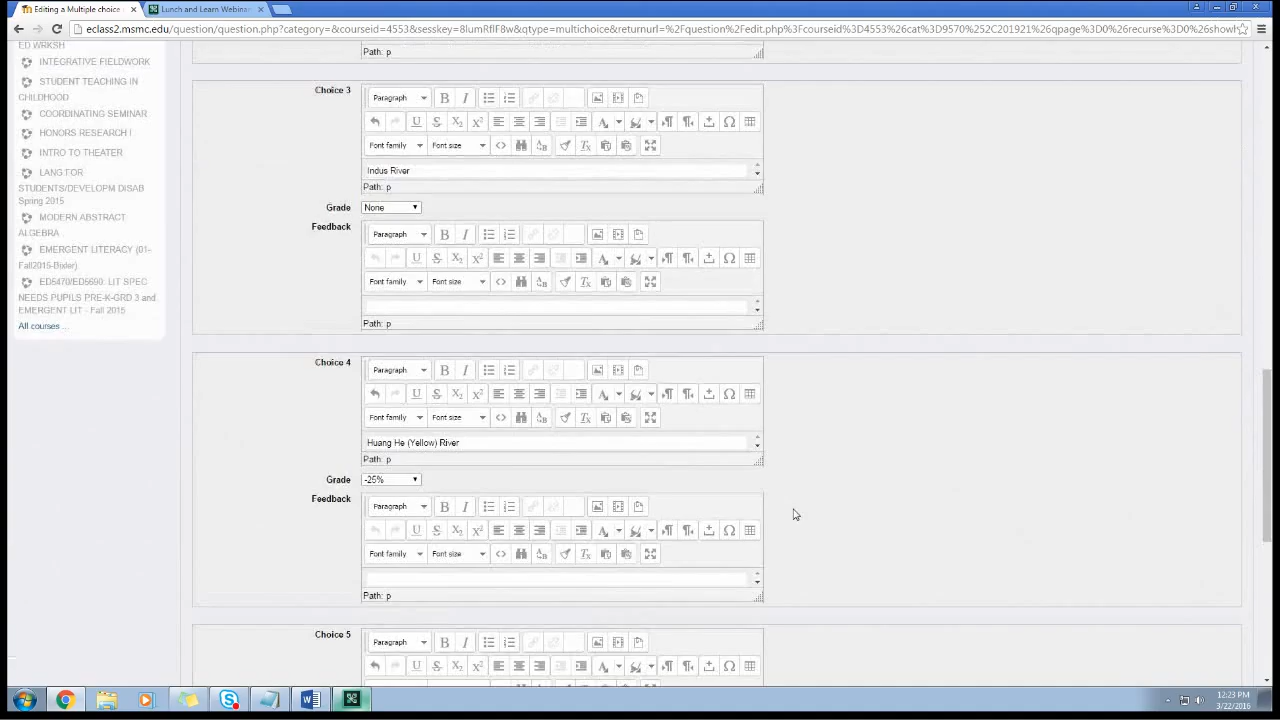 Editing a Multiple choice
Lunch and Learn Webinar
eclass2.msmc.edu/question/question.php?category=&courseid=4553&sesskey=8lumRflF8w&qtype=multichoice&returnurl=%2Fquestion%2Fedit.php%3Fcourseid%3D4553%26cat%3D9570%252C201921%26qpage%3D0%26recurse%3D0%26showh
ED WRKSH
INTEGRATIVE FIELDWORK
STUDENT TEACHING IN
CHILDHOOD
COORDINATING SEMINAR
HONORS RESEARCH I
INTRO TO THEATER
LANG FOR
STUDENTS/DEVELOPM DISAB
Spring 2015
MODERN ABSTRACT
ALGEBRA
EMERGENT LITERACY (01-
Fall2015-Bixler)
ED5470/ED5690: LIT SPEC
NEEDS PUPILS PRE-K-GRD 3 and
EMERGENT LIT - Fall 2015
All courses ...
Path: p
Choice 3
Paragraph
Font family Font size
Indus River
Path: p
Grade None
Feedback
Paragraph
Font family Font size
Path: p
Choice 4
Paragraph
Font family Font size
Huang He (Yellow) River
Path: p
Grade -25%
Feedback
Paragraph
Font family Font size
Path: p
Choice 5
Paragraph
12:23 PM
3/22/2016